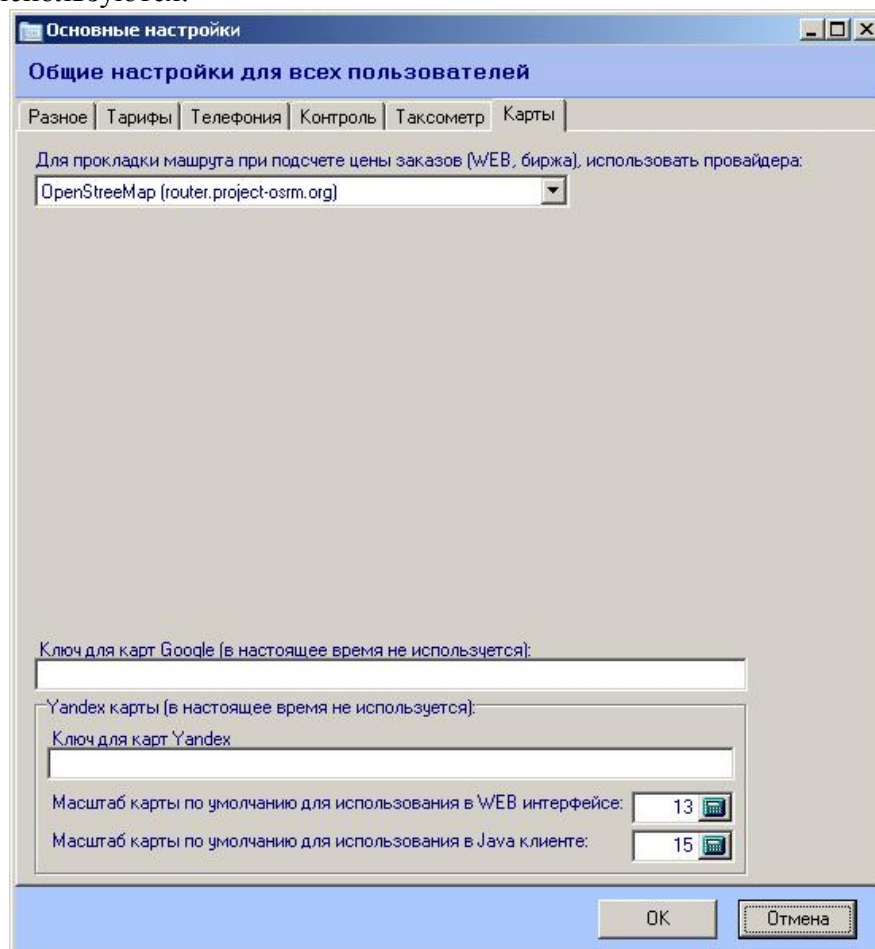 используются.
Основные настройки
Общие настройки для всех пользователей
Разное Тарифы Телефония Контроль Таксометр Карты
Для прокладки машрута при подсчете цены заказов (WEB, биржа), использовать провайдера:
OpenStreeMap (router.project-osrm.org)
Ключ для карт Google (в настоящее время не используется):
Yandex карты (в настоящее время не используется):
Ключ для карт Yandex
Масштаб карты по умолчанию для использования в WEB интерфейсе: 13
Масштаб карты по умолчанию для использования в Java клиенте: 15
OK Отмена